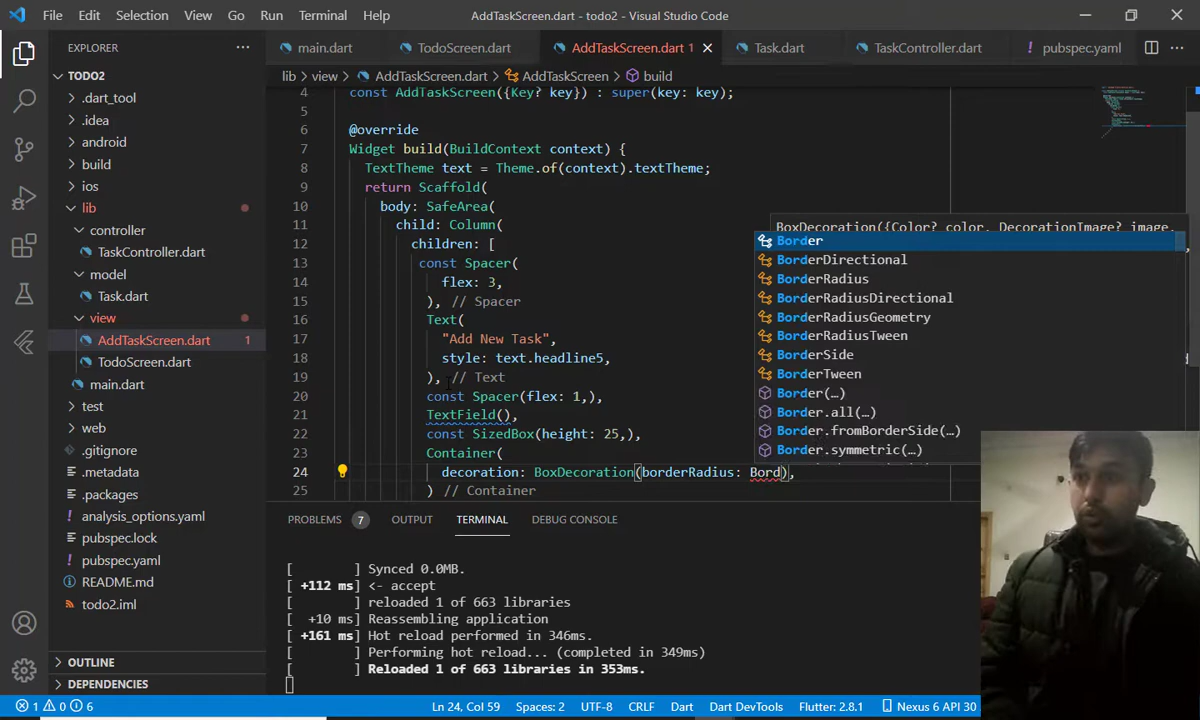 File Edit Selection View Go Run Terminal Help AddTaskScreen.dart - todo2 - Visual Studio Code
EXPLORER ··· main.dart TodoScreen.dart AddTaskScreen.dart 1 Task.dart TaskController.dart pubspec.yaml ···
TODO2
.dart_tool
.idea
android
build
ios
lib
controller
TaskController.dart
model
Task.dart
view
AddTaskScreen.dart 1
TodoScreen.dart
main.dart
test
web
.gitignore
.metadata
.packages
analysis_options.yaml
pubspec.lock
pubspec.yaml
README.md
todo2.iml
OUTLINE
DEPENDENCIES
lib > view > AddTaskScreen.dart > AddTaskScreen > build
4 const AddTaskScreen({Key? key}) : super(key: key);
5
6 @override
7 Widget build(BuildContext context) {
8 TextTheme text = Theme.of(context).textTheme;
9 return Scaffold(
10 body: SafeArea(
11 child: Column(
12 children: [
13 const Spacer(
14 flex: 3,
15 ), // Spacer
16 Text(
17 "Add New Task",
18 style: text.headline5,
19 ), // Text
20 const Spacer(flex: 1,),
21 TextField(),
22 const SizedBox(height: 25,),
23 Container(
24 decoration: BoxDecoration(borderRadius: Bord),
25 ) // Container
BoxDecoration({Color? color, DecorationImage? image,
Border
BorderDirectional
BorderRadius
BorderRadiusDirectional
BorderRadiusGeometry
BorderRadiusTween
BorderSide
BorderTween
Border(…)
Border.all(…)
Border.fromBorderSide(…)
Border.symmetric(…)
PROBLEMS 7 OUTPUT TERMINAL DEBUG CONSOLE
[ ] Synced 0.0MB.
[ +112 ms] <- accept
[ ] reloaded 1 of 663 libraries
[ +10 ms] Reassembling application
[ +161 ms] Hot reload performed in 346ms.
[ ] Performing hot reload... (completed in 349ms)
[ ] Reloaded 1 of 663 libraries in 353ms.
1 0 6 Ln 24, Col 59 Spaces: 2 UTF-8 CRLF Dart Dart DevTools Flutter: 2.8.1 Nexus 6 API 30